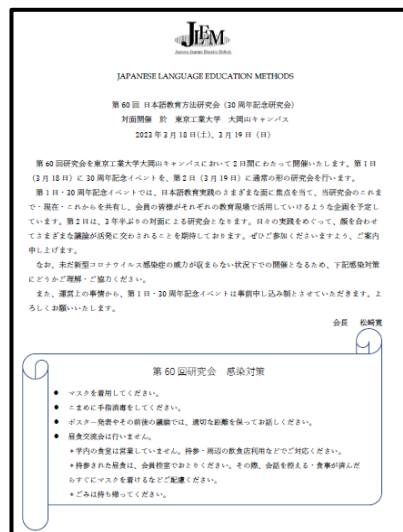 JLEM
JAPANESE LANGUAGE EDUCATION METHODS
第 60 回 日本語教育方法研究会（30 周年記念研究会）
対面開催 於 東京工業大学 大岡山キャンパス
2023 年 3 月 18 日(土)、3 月 19 日（日）
第 60 回研究会を東京工業大学大岡山キャンパスにおいて 2 日間にわたって開催いたします。第 1 日
（3 月 18 日）に 30 周年記念イベントを、第 2 日（3 月 19 日）に通常の形の研究会を行います。
第 1 日・30 周年記念イベントでは、日本語教育実践のさまざまな面に焦点を当て、当研究会のこれま
で・現在・これからを共有し、会員の皆様がそれぞれの教育現場で活用していけるような企画を予定し
ています。第 2 日は、3 年半ぶりの対面による研究会となります。日々の実践をめぐって、顔を合わせ
てさまざまな議論が活発に交わされることを期待しております。ぜひご参加くださいますよう、ご案内
申し上げます。
なお、未だ新型コロナウイルス感染症の威力が収まらない状況下での開催となるため、下記感染対策
にどうかご理解・ご協力ください。
また、運営上の事情から、第 1 日・30 周年記念イベントは事前申し込み制とさせていただきます。よ
ろしくお願いいたします。
会長 松崎寛
第 60 回研究会 感染対策
● マスクを着用してください。
● こまめに手指消毒をしてください。
● ポスター発表やその前後の議論では、適切な距離を保ってお話しください。
● 昼食交流会は行いません。
＊学内の食堂は営業していません。持参・周辺の飲食店利用などでご対応ください。
＊持参された昼食は、会員控室でおとりください。その際、会話を控える・食事が済んだ
らすぐにマスクを着けるなどご配慮ください。
＊ごみは持ち帰ってください。